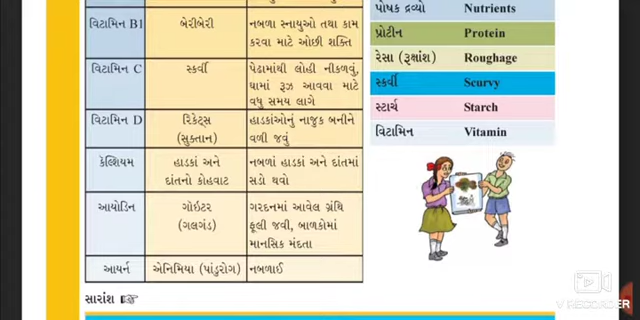 વિટામિન B1 બેરીબેરી નબળા સ્નાયુઓ તથા કામ
કરવા માટે ઓછી શક્તિ
વિટામિન C સ્કર્વી પેઢામાંથી લોહી નીકળવું,
ઘામાં રૂઝ આવવા માટે
વધુ સમય લાગે
વિટામિન D રિકેટ્સ હાડકાંઓનું નાજુક બનીને
(સુક્તાન) વળી જવું
કેલ્શિયમ હાડકાં અને નબળાં હાડકાં અને દાંતમાં
દાંતનો કોહવાટ સડો થવો
આયોડિન ગોઇટર ગરદનમાં આવેલ ગ્રંથિ
(ગલગંડ) ફૂલી જવી, બાળકોમાં
માનસિક મંદતા
આયર્ન એનિમિયા (પાંડુરોગ) નબળાઈ
પોષક દ્રવ્યો Nutrients
પ્રોટીન Protein
રેસા (રુક્ષાંશ) Roughage
સ્કર્વી Scurvy
સ્ટાર્ચ Starch
વિટામિન Vitamin
સારાંશ
V RECORDER